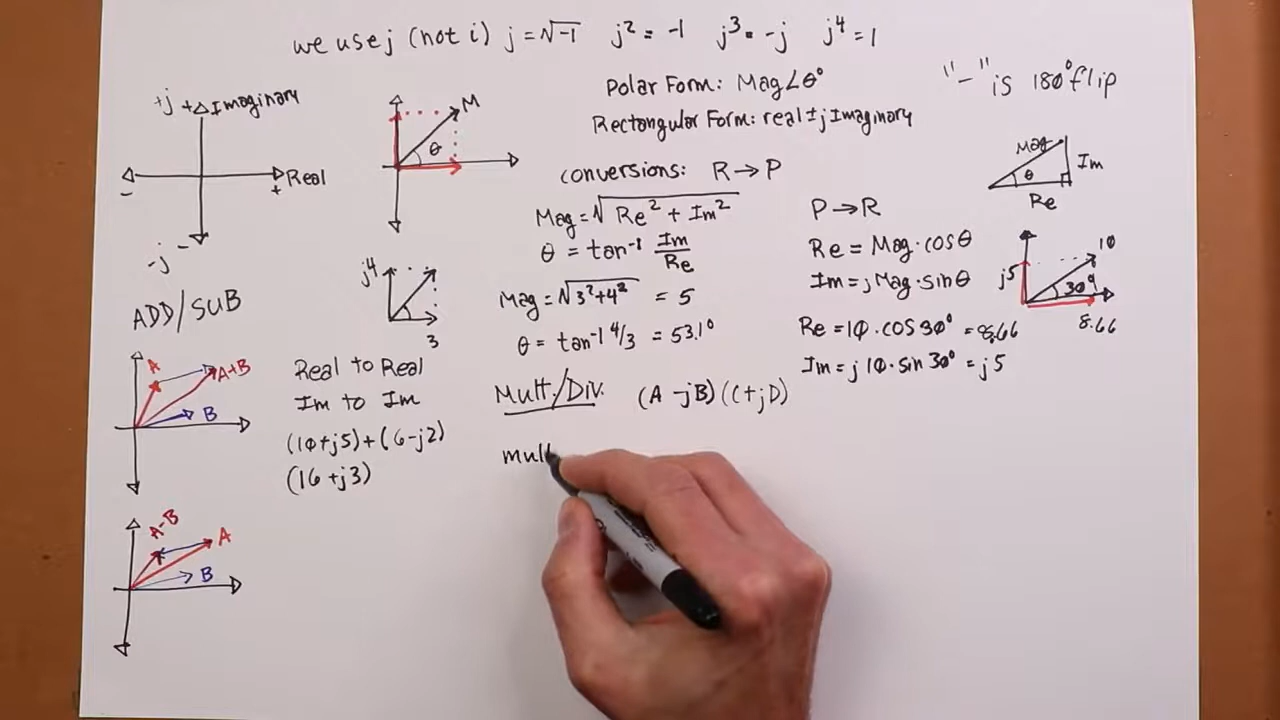 we use j (not i) j = √-1 j² = -1 j³ = -j j⁴ = 1
Polar Form: Mag∠θ°
Rectangular Form: real ± j Imaginary
"-" is 180° flip
+j + Imaginary
- Real
+
-j -
M
θ
conversions: R → P
Mag = √Re² + Im²
θ = tan⁻¹ Im/Re
Mag = √3²+4² = 5
θ = tan⁻¹ 4/3 = 53.1°
P → R
Re = Mag·cosθ
Im = j Mag·sinθ
Re = 10·cos30° = 8.66
Im = j 10·sin 30° = j5
Mag
θ
Im
Re
10
j5
30°
8.66
j4
3
ADD/SUB
A
A+B
B
Real to Real
Im to Im
(10+j5)+(6-j2)
(16+j3)
A-B
A
B
Mult./Div. (A-jB)(C+jD)
mult